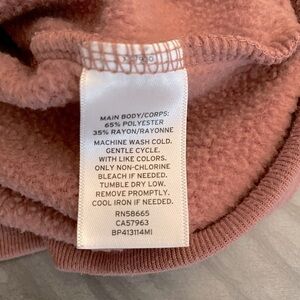 MAIN BODY/CORPS:
65% POLYESTER
35% RAYON/RAYONNE
MACHINE WASH COLD.
GENTLE CYCLE.
WITH LIKE COLORS.
ONLY NON-CHLORINE
BLEACH IF NEEDED.
TUMBLE DRY LOW.
REMOVE PROMPTLY.
COOL IRON IF NEEDED.
RN58665
CA57963
BP413114MI